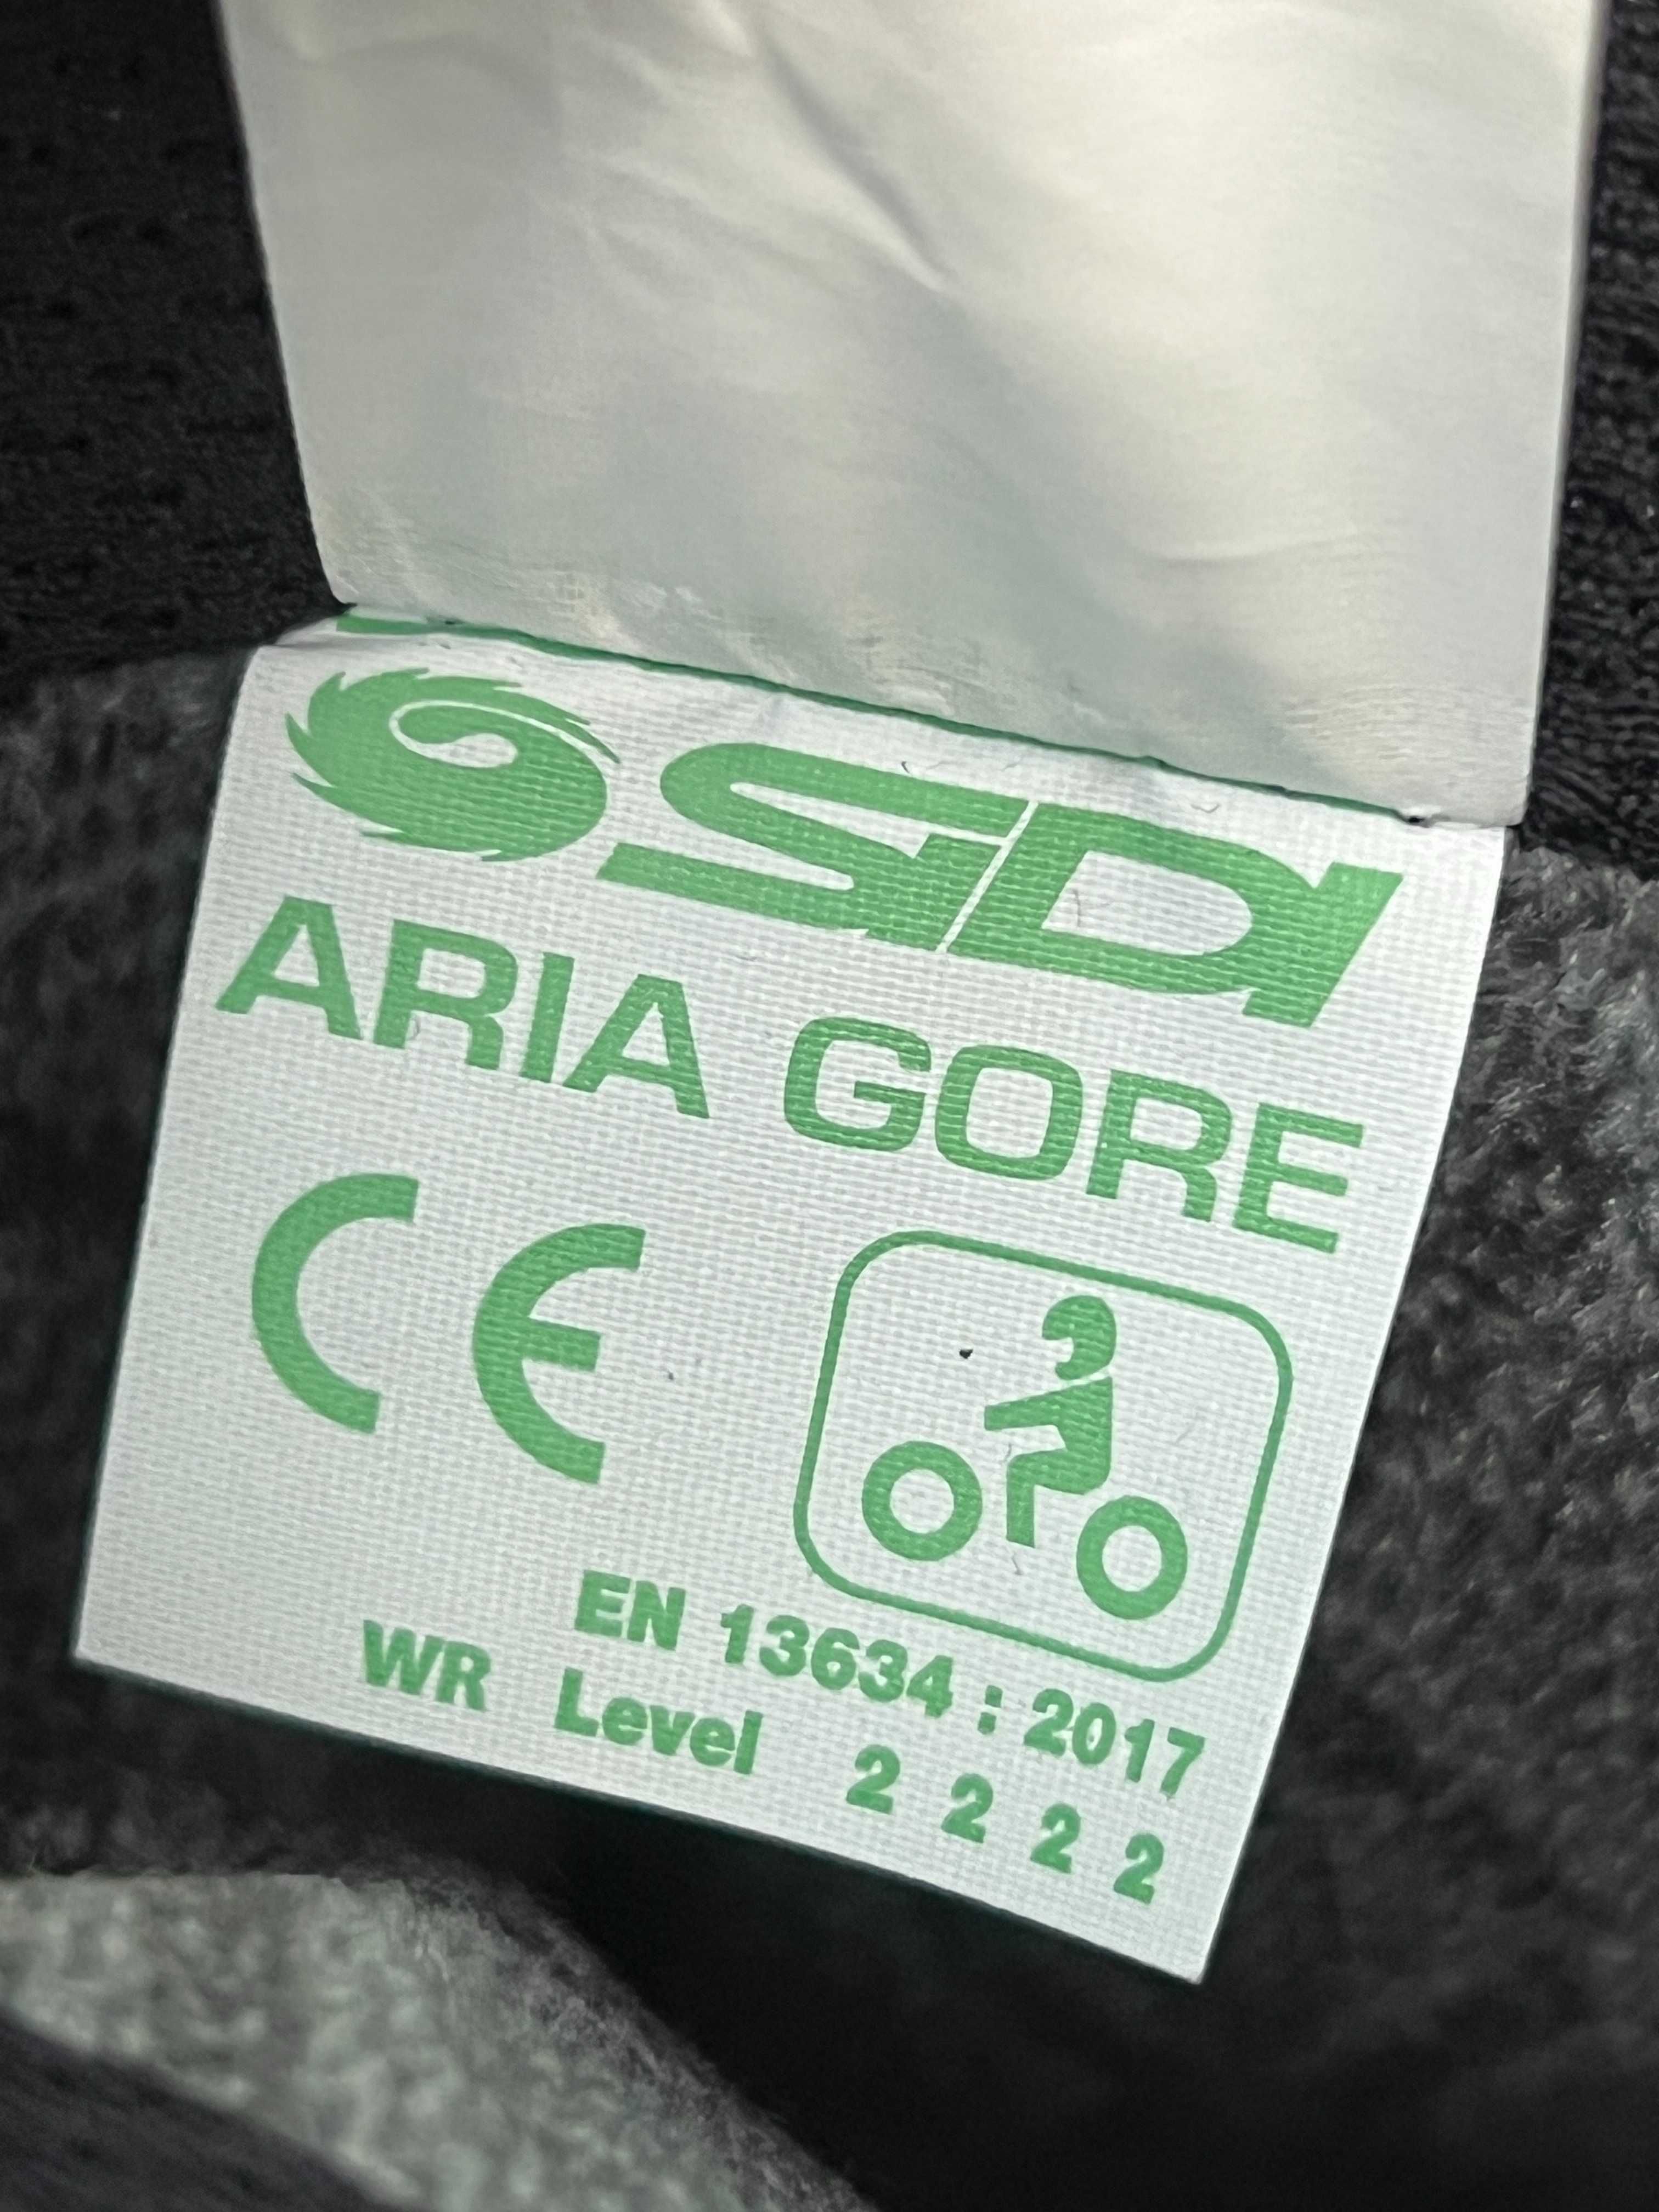 SIDI
ARIA GORE
CE
EN 13634 : 2017
WR Level 2 2 2 2